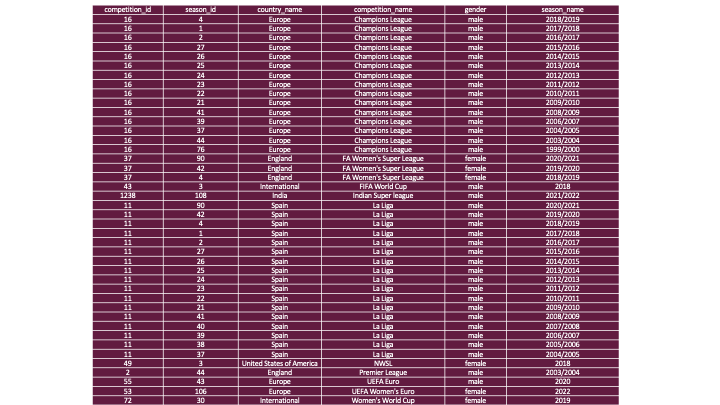 competition_id season_id country_name competition_name gender season_name
16 4 Europe Champions League male 2018/2019
16 1 Europe Champions League male 2017/2018
16 2 Europe Champions League male 2016/2017
16 27 Europe Champions League male 2015/2016
16 26 Europe Champions League male 2014/2015
16 25 Europe Champions League male 2013/2014
16 24 Europe Champions League male 2012/2013
16 23 Europe Champions League male 2011/2012
16 22 Europe Champions League male 2010/2011
16 21 Europe Champions League male 2009/2010
16 41 Europe Champions League male 2008/2009
16 39 Europe Champions League male 2006/2007
16 37 Europe Champions League male 2004/2005
16 44 Europe Champions League male 2003/2004
16 76 Europe Champions League male 1999/2000
37 90 England FA Women's Super League female 2020/2021
37 42 England FA Women's Super League female 2019/2020
37 4 England FA Women's Super League female 2018/2019
43 3 International FIFA World Cup male 2018
1238 108 India Indian Super league male 2021/2022
11 90 Spain La Liga male 2020/2021
11 42 Spain La Liga male 2019/2020
11 4 Spain La Liga male 2018/2019
11 1 Spain La Liga male 2017/2018
11 2 Spain La Liga male 2016/2017
11 27 Spain La Liga male 2015/2016
11 26 Spain La Liga male 2014/2015
11 25 Spain La Liga male 2013/2014
11 24 Spain La Liga male 2012/2013
11 23 Spain La Liga male 2011/2012
11 22 Spain La Liga male 2010/2011
11 21 Spain La Liga male 2009/2010
11 41 Spain La Liga male 2008/2009
11 40 Spain La Liga male 2007/2008
11 39 Spain La Liga male 2006/2007
11 38 Spain La Liga male 2005/2006
11 37 Spain La Liga male 2004/2005
49 3 United States of America NWSL female 2018
2 44 England Premier League male 2003/2004
55 43 Europe UEFA Euro male 2020
53 106 Europe UEFA Women's Euro female 2022
72 30 International Women's World Cup female 2019